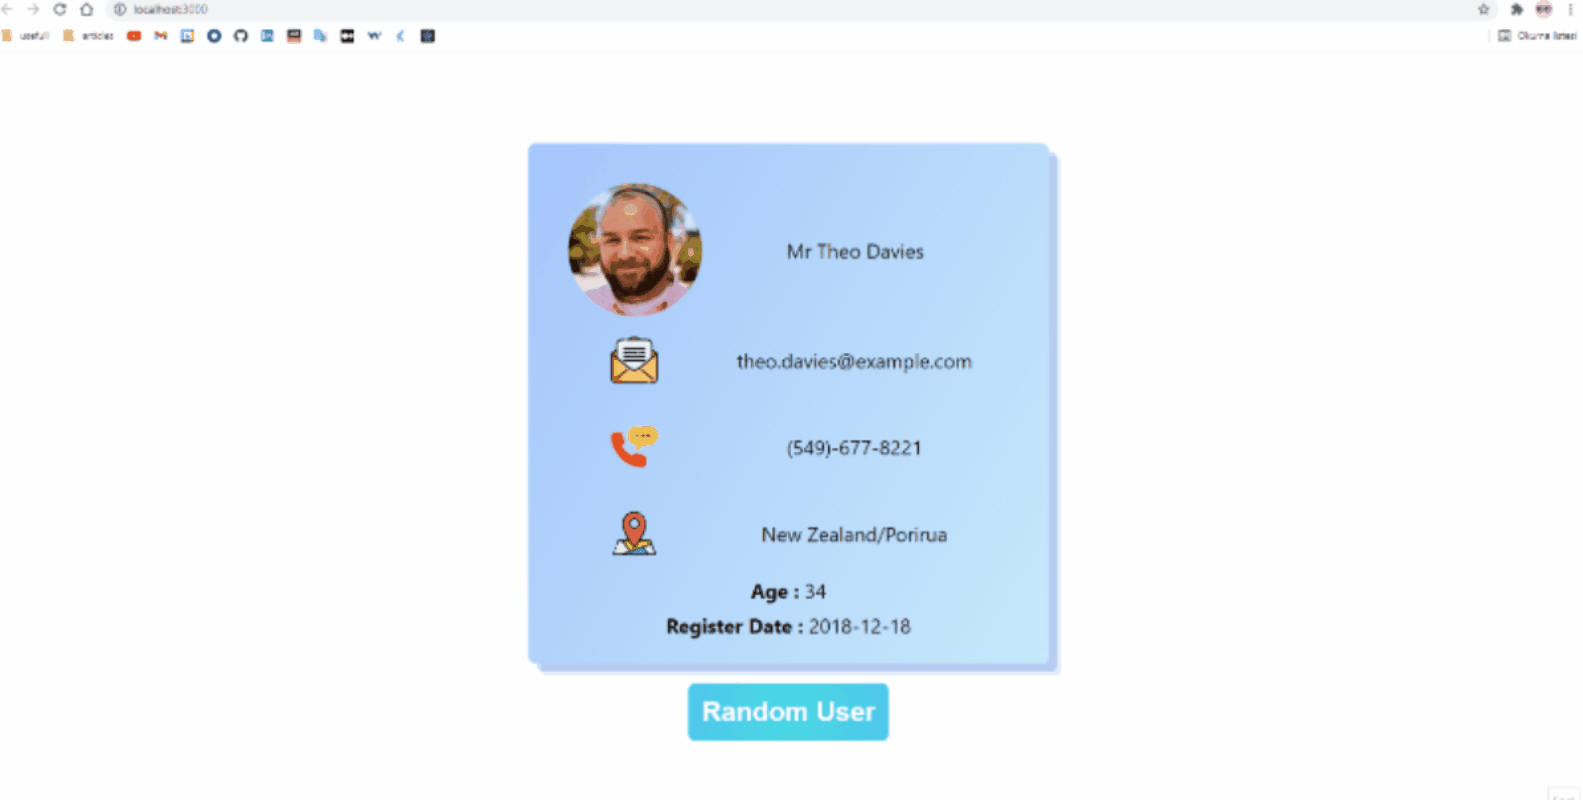 localhost:3000
usefull articles Okuma listesi
Mr Theo Davies
theo.davies@example.com
(549)-677-8221
New Zealand/Porirua
Age : 34
Register Date : 2018-12-18
Random User